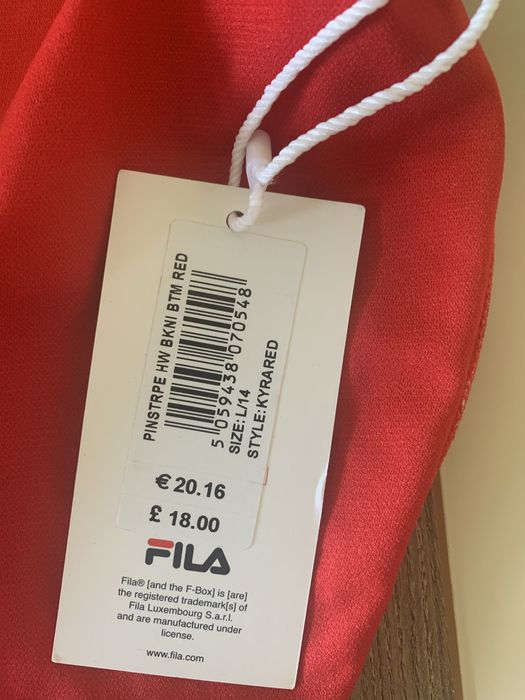 PINSTRPE HW BKNI BTM RED
5 059438 070548
SIZE: L/14
STYLE: KYRARED
€ 20.16
£ 18.00
FILA
Fila® [and the F-Box] is [are]
the registered trademark[s] of
Fila Luxembourg S.a.r.l.
and are manufactured under
license.
www.fila.com